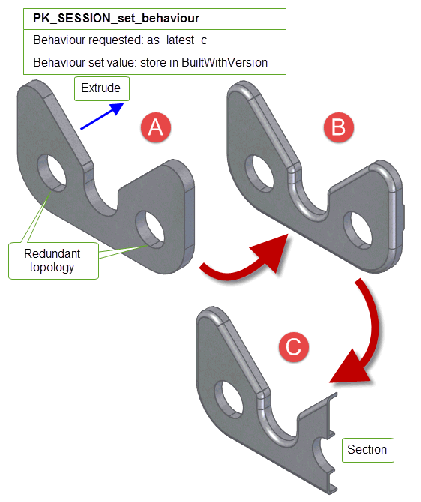 PK_SESSION_set_behaviour
Behaviour requested: as_latest_c
Behaviour set value: store in BuiltWithVersion
Extrude
A
B
Redundant
topology
C
Section